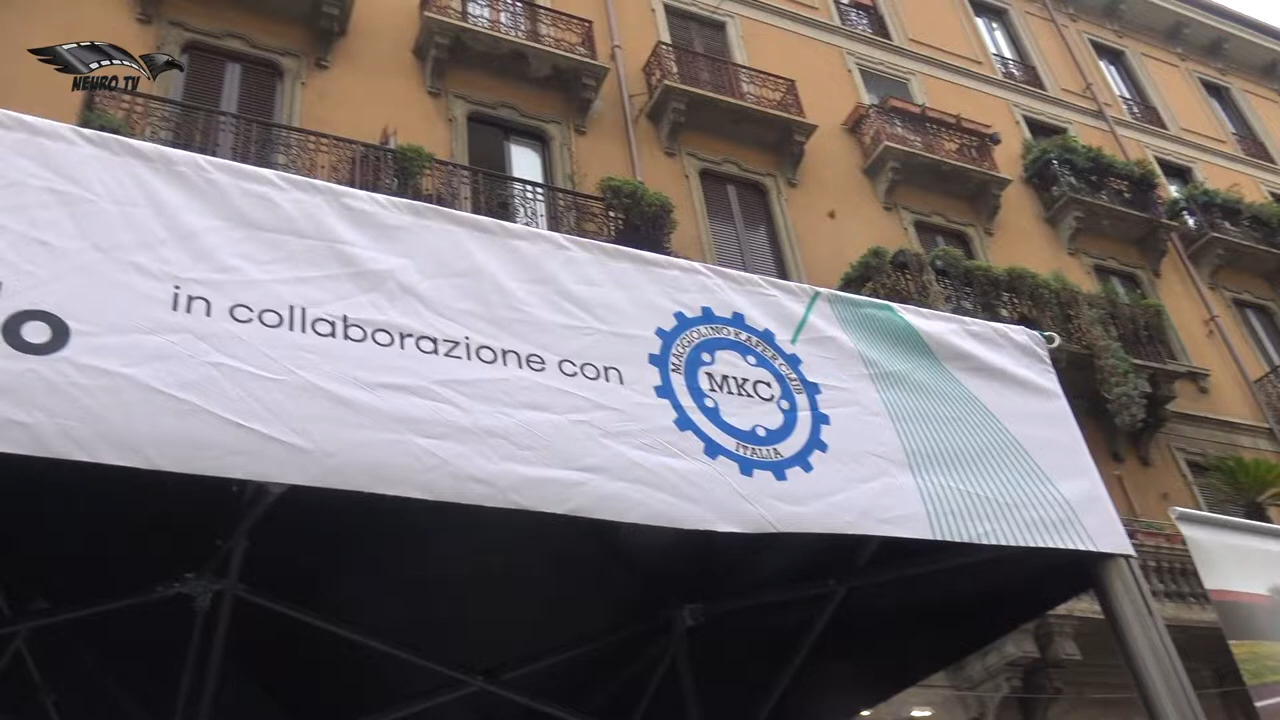 NEURO TV
in collaborazione con
MAGGIOLINO KAFER CLUB
MKC
ITALIA